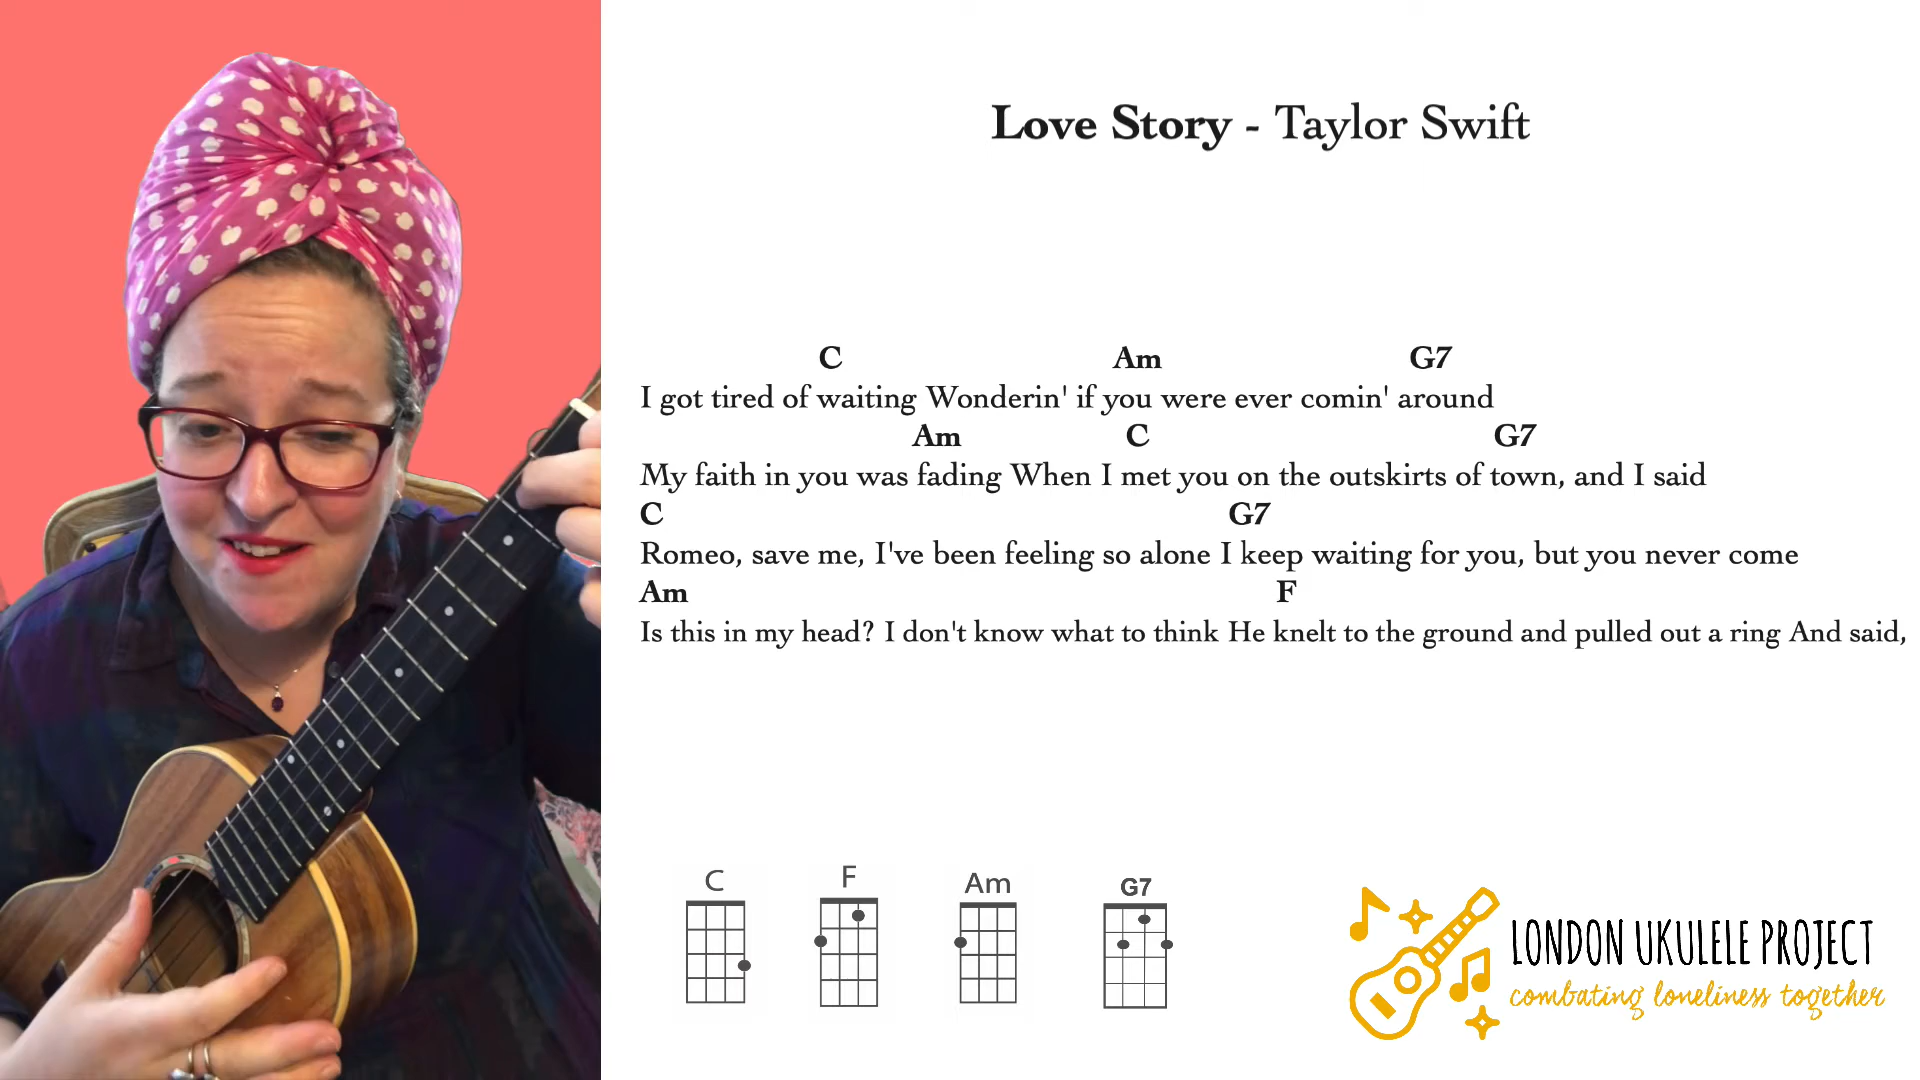 Love Story - Taylor Swift
C Am G7
I got tired of waiting Wonderin' if you were ever comin' around
Am C G7
My faith in you was fading When I met you on the outskirts of town, and I said
C G7
Romeo, save me, I've been feeling so alone I keep waiting for you, but you never come
Am F
Is this in my head? I don't know what to think He knelt to the ground and pulled out a ring And said,
C F Am G7
LONDON UKULELE PROJECT
combating loneliness together